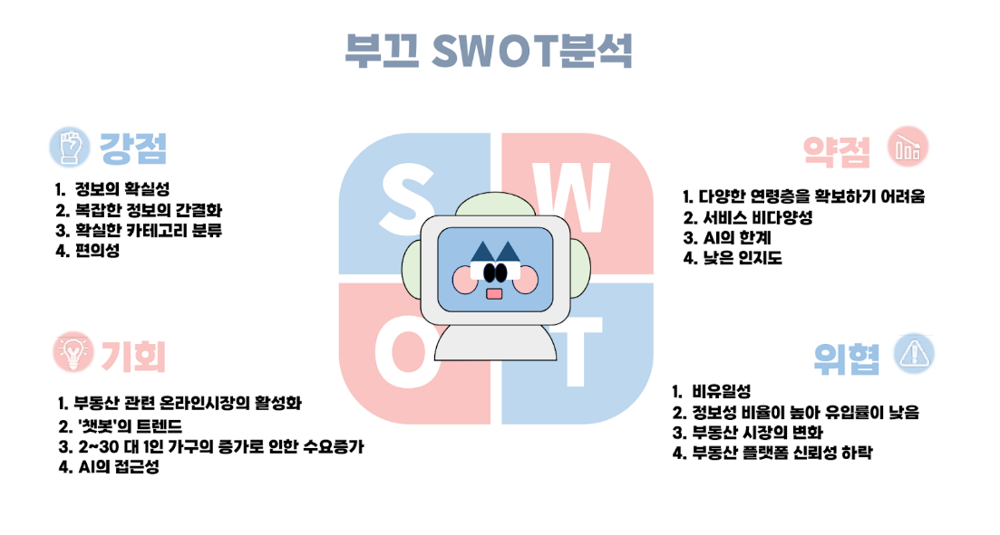 부끄 SWOT분석
강점
1. 정보의 확실성
2. 복잡한 정보의 간결화
3. 확실한 카테고리 분류
4. 편의성
S W
O T
약점
1. 다양한 연령층을 확보하기 어려움
2. 서비스 비다양성
3. AI의 한계
4. 낮은 인지도
기회
1. 부동산 관련 온라인시장의 활성화
2. '챗봇'의 트렌드
3. 2~30 대 1인 가구의 증가로 인한 수요증가
4. AI의 접근성
위협
1. 비유일성
2. 정보성 비율이 높아 유입률이 낮음
3. 부동산 시장의 변화
4. 부동산 플랫폼 신뢰성 하락